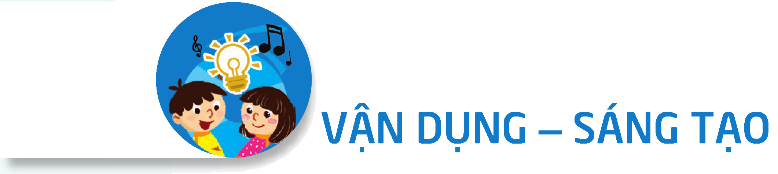 VẬN DỤNG – SÁNG TẠO